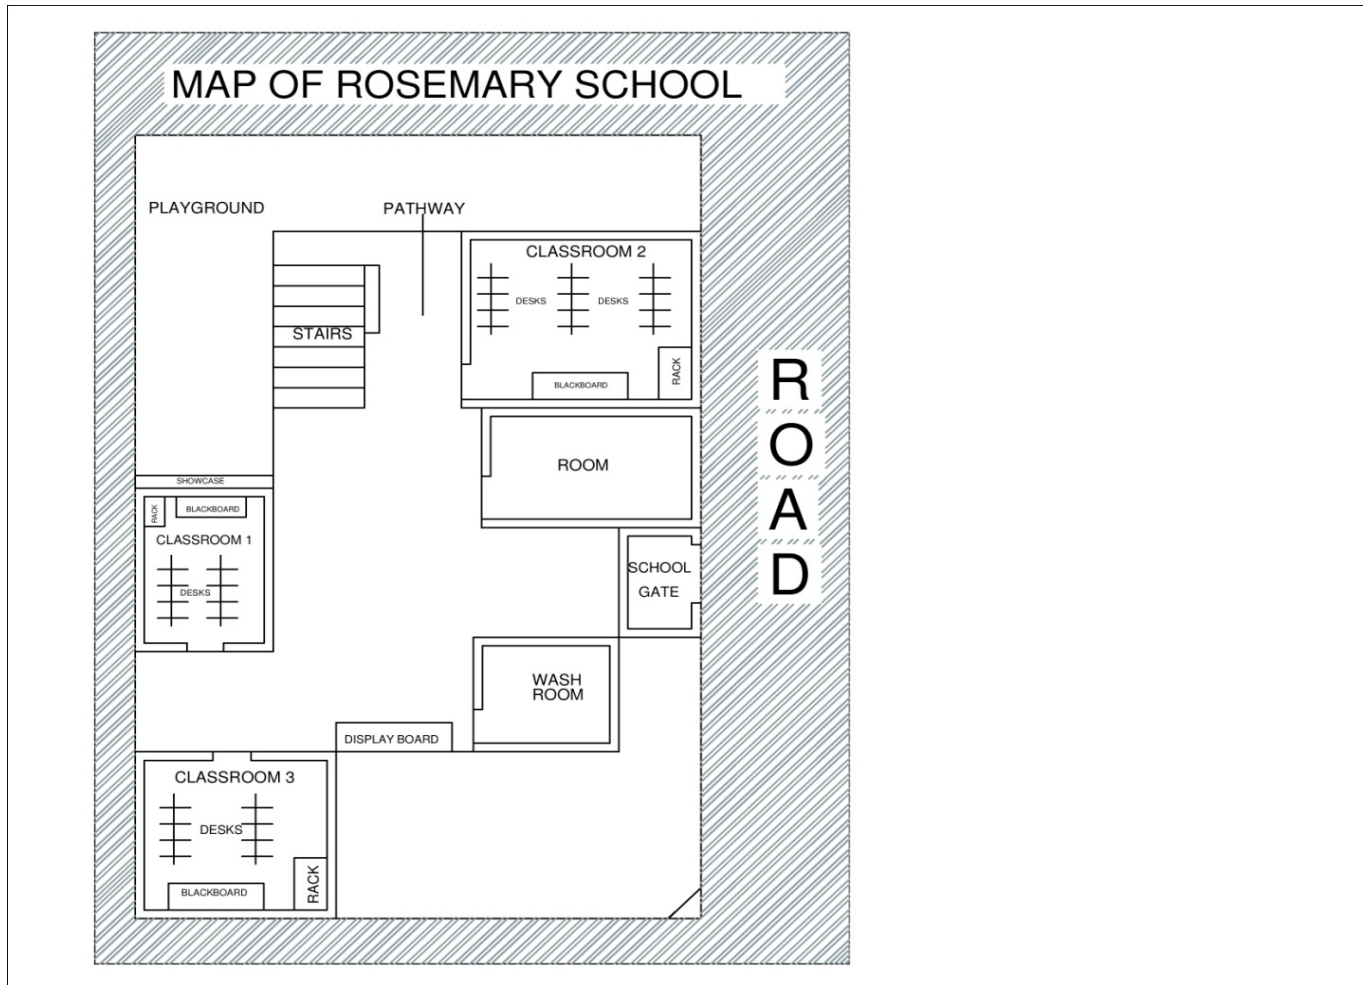 MAP OF ROSEMARY SCHOOL
PLAYGROUND
PATHWAY
CLASSROOM 2
DESKS
DESKS
STAIRS
RACK
BLACKBOARD
ROOM
SHOWCASE
RACK
BLACKBOARD
CLASSROOM 1
DESKS
SCHOOL
GATE
ROAD
WASH
ROOM
DISPLAY BOARD
CLASSROOM 3
DESKS
RACK
BLACKBOARD